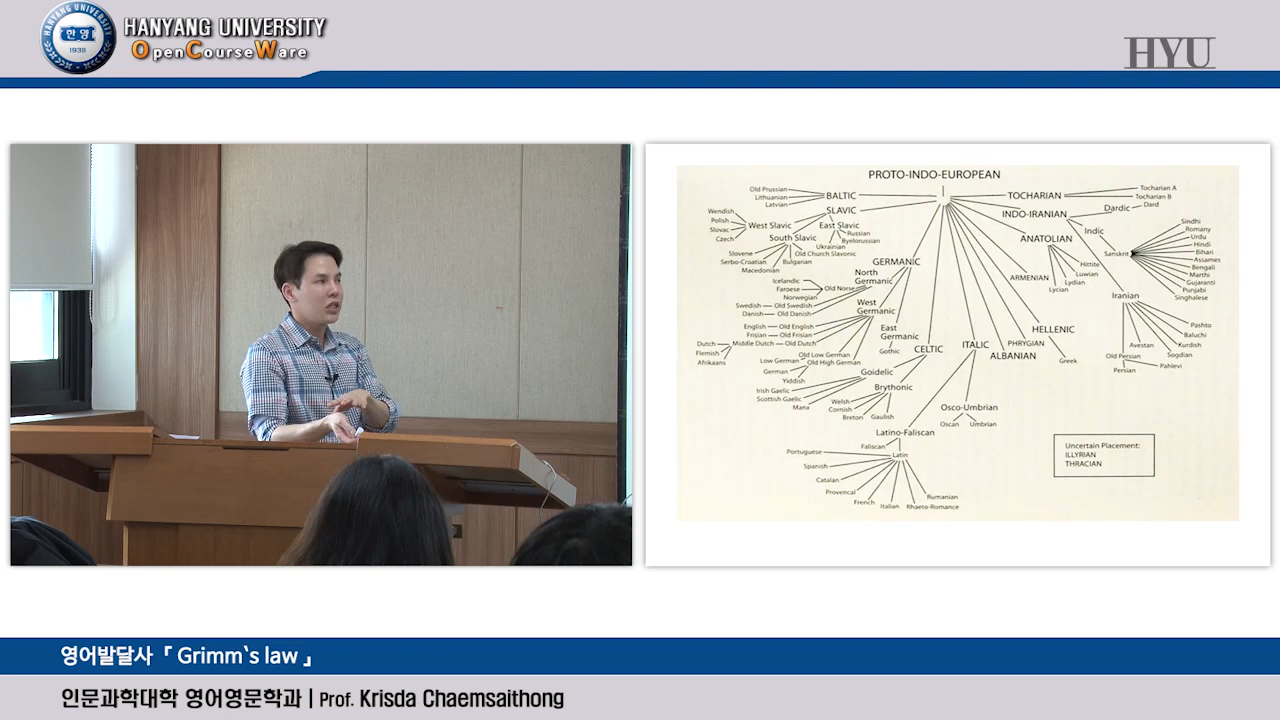 HANYANG UNIVERSITY
한양
1939
HANYANG UNIVERSITY
OpenCourseWare
HYU
PROTO-INDO-EUROPEAN
Old Prussian
Lithuanian
Latvian
BALTIC
TOCHARIAN
Tocharian A
Tocharian B
SLAVIC
Wendish
Polish
Slovac
Czech
West Slavic
East Slavic
Russian
Byelorussian
Ukrainian
South Slavic
Old Church Slavonic
Slovene
Serbo-Croatian
Bulgarian
Macedonian
INDO-IRANIAN
Dardic
Dard
Indic
Sanskrit
Sindhi
Romany
Urdu
Hindi
Bihari
Assames
Bengali
Marthi
Gujaranti
Punjabi
Singhalese
ANATOLIAN
Hittite
Luwian
Lydian
Lycian
ARMENIAN
Iranian
Pashto
Baluchi
Kurdish
Sogdian
Avestan
Pahlevi
Old Persian
Persian
GERMANIC
North
Germanic
Icelandic
Faroese
Norwegian
Old Norse
Swedish
Old Swedish
Danish
Old Danish
West
Germanic
English
Old English
Frisian
Old Frisian
Dutch
Flemish
Afrikaans
Middle Dutch
Old Dutch
Low German
Old Low German
German
Old High German
Yiddish
East
Germanic
Gothic
CELTIC
Goidelic
Irish Gaelic
Scottish Gaelic
Manx
Brythonic
Welsh
Cornish
Breton
Gaulish
ITALIC
Osco-Umbrian
Oscan
Umbrian
Latino-Faliscan
Faliscan
Latin
Portuguese
Spanish
Catalan
Provencal
French
Italian
Rhaeto-Romance
Rumanian
ALBANIAN
PHRYGIAN
HELLENIC
Greek
Uncertain Placement:
ILLYRIAN
THRACIAN
영어발달사 「 Grimm`s law 」
인문과학대학 영어영문학과 | Prof. Krisda Chaemsaithong